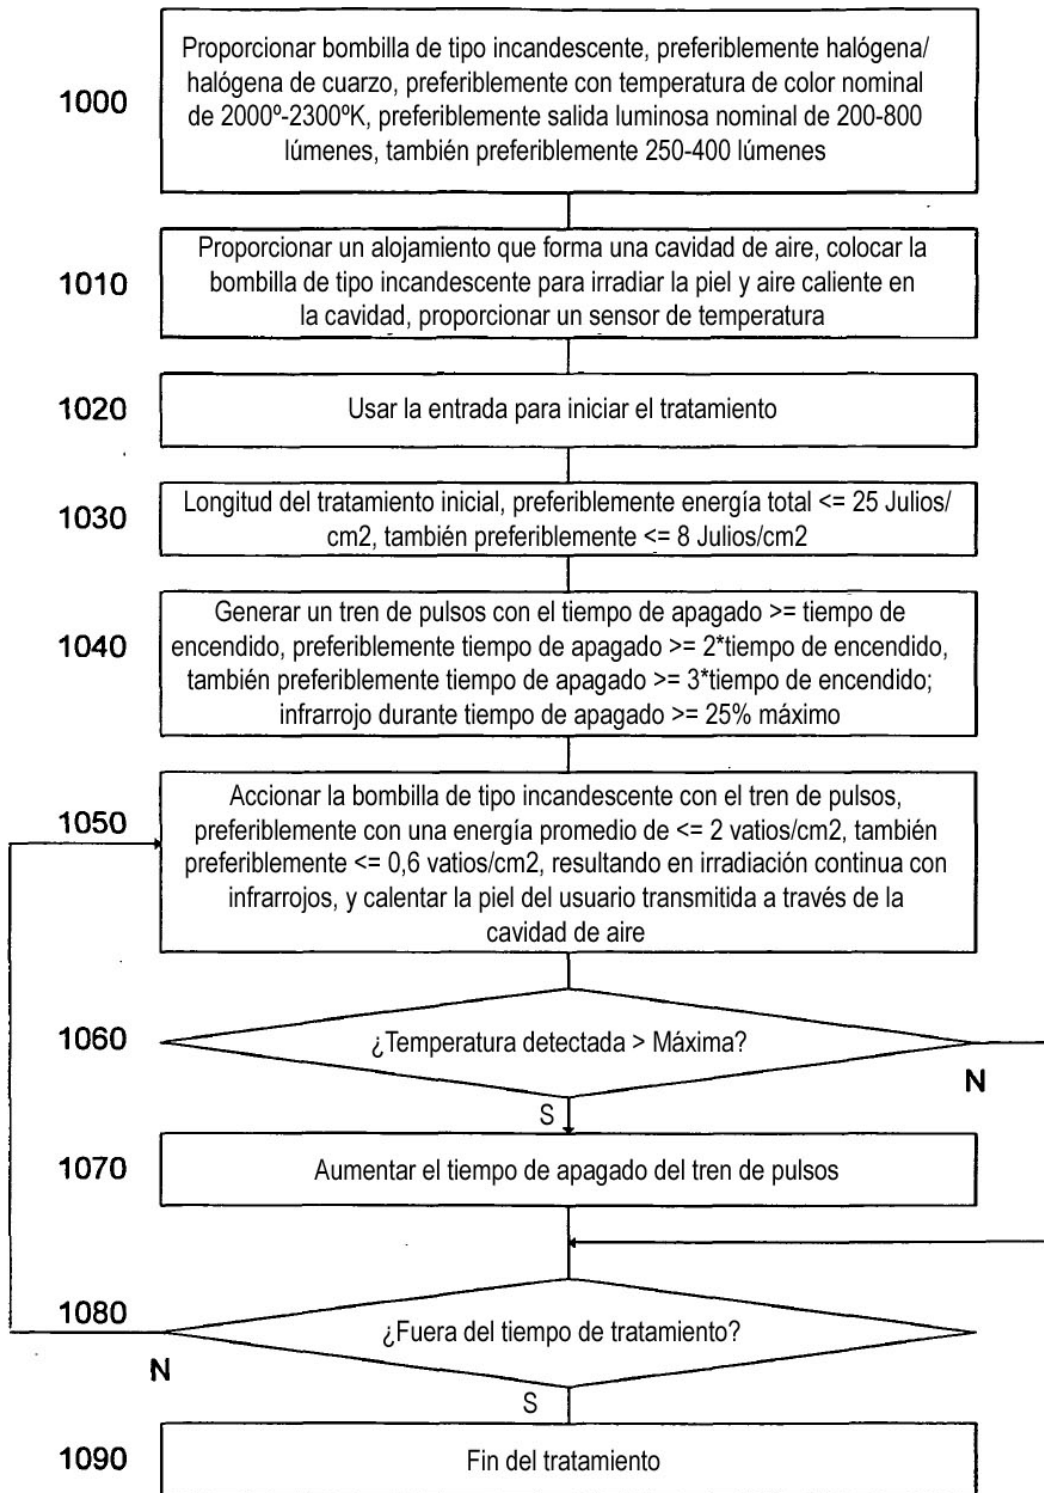 Proporcionar bombilla de tipo incandescente, preferiblemente halógena/
halógena de cuarzo, preferiblemente con temperatura de color nominal
1000
de 2000º-2300ºK, preferiblemente salida luminosa nominal de 200-800
lúmenes, también preferiblemente 250-400 lúmenes
Proporcionar un alojamiento que forma una cavidad de aire, colocar la
1010
bombilla de tipo incandescente para irradiar la piel y aire caliente en
la cavidad, proporcionar un sensor de temperatura
1020
Usar la entrada para iniciar el tratamiento
1030
Longitud del tratamiento inicial, preferiblemente energía total <= 25 Julios/
cm2, también preferiblemente <= 8 Julios/cm2
Generar un tren de pulsos con el tiempo de apagado >= tiempo de
1040
encendido, preferiblemente tiempo de apagado >= 2*tiempo de encendido,
también preferiblemente tiempo de apagado >= 3*tiempo de encendido;
infrarrojo durante tiempo de apagado >= 25% máximo
Accionar la bombilla de tipo incandescente con el tren de pulsos,
1050
preferiblemente con una energía promedio de <= 2 vatios/cm2, también
preferiblemente <= 0,6 vatios/cm2, resultando en irradiación continua con
infrarrojos, y calentar la piel del usuario transmitida a través de la
cavidad de aire
1060
¿Temperatura detectada > Máxima?
N
S
1070
Aumentar el tiempo de apagado del tren de pulsos
1080
¿Fuera del tiempo de tratamiento?
N
S
1090
Fin del tratamiento